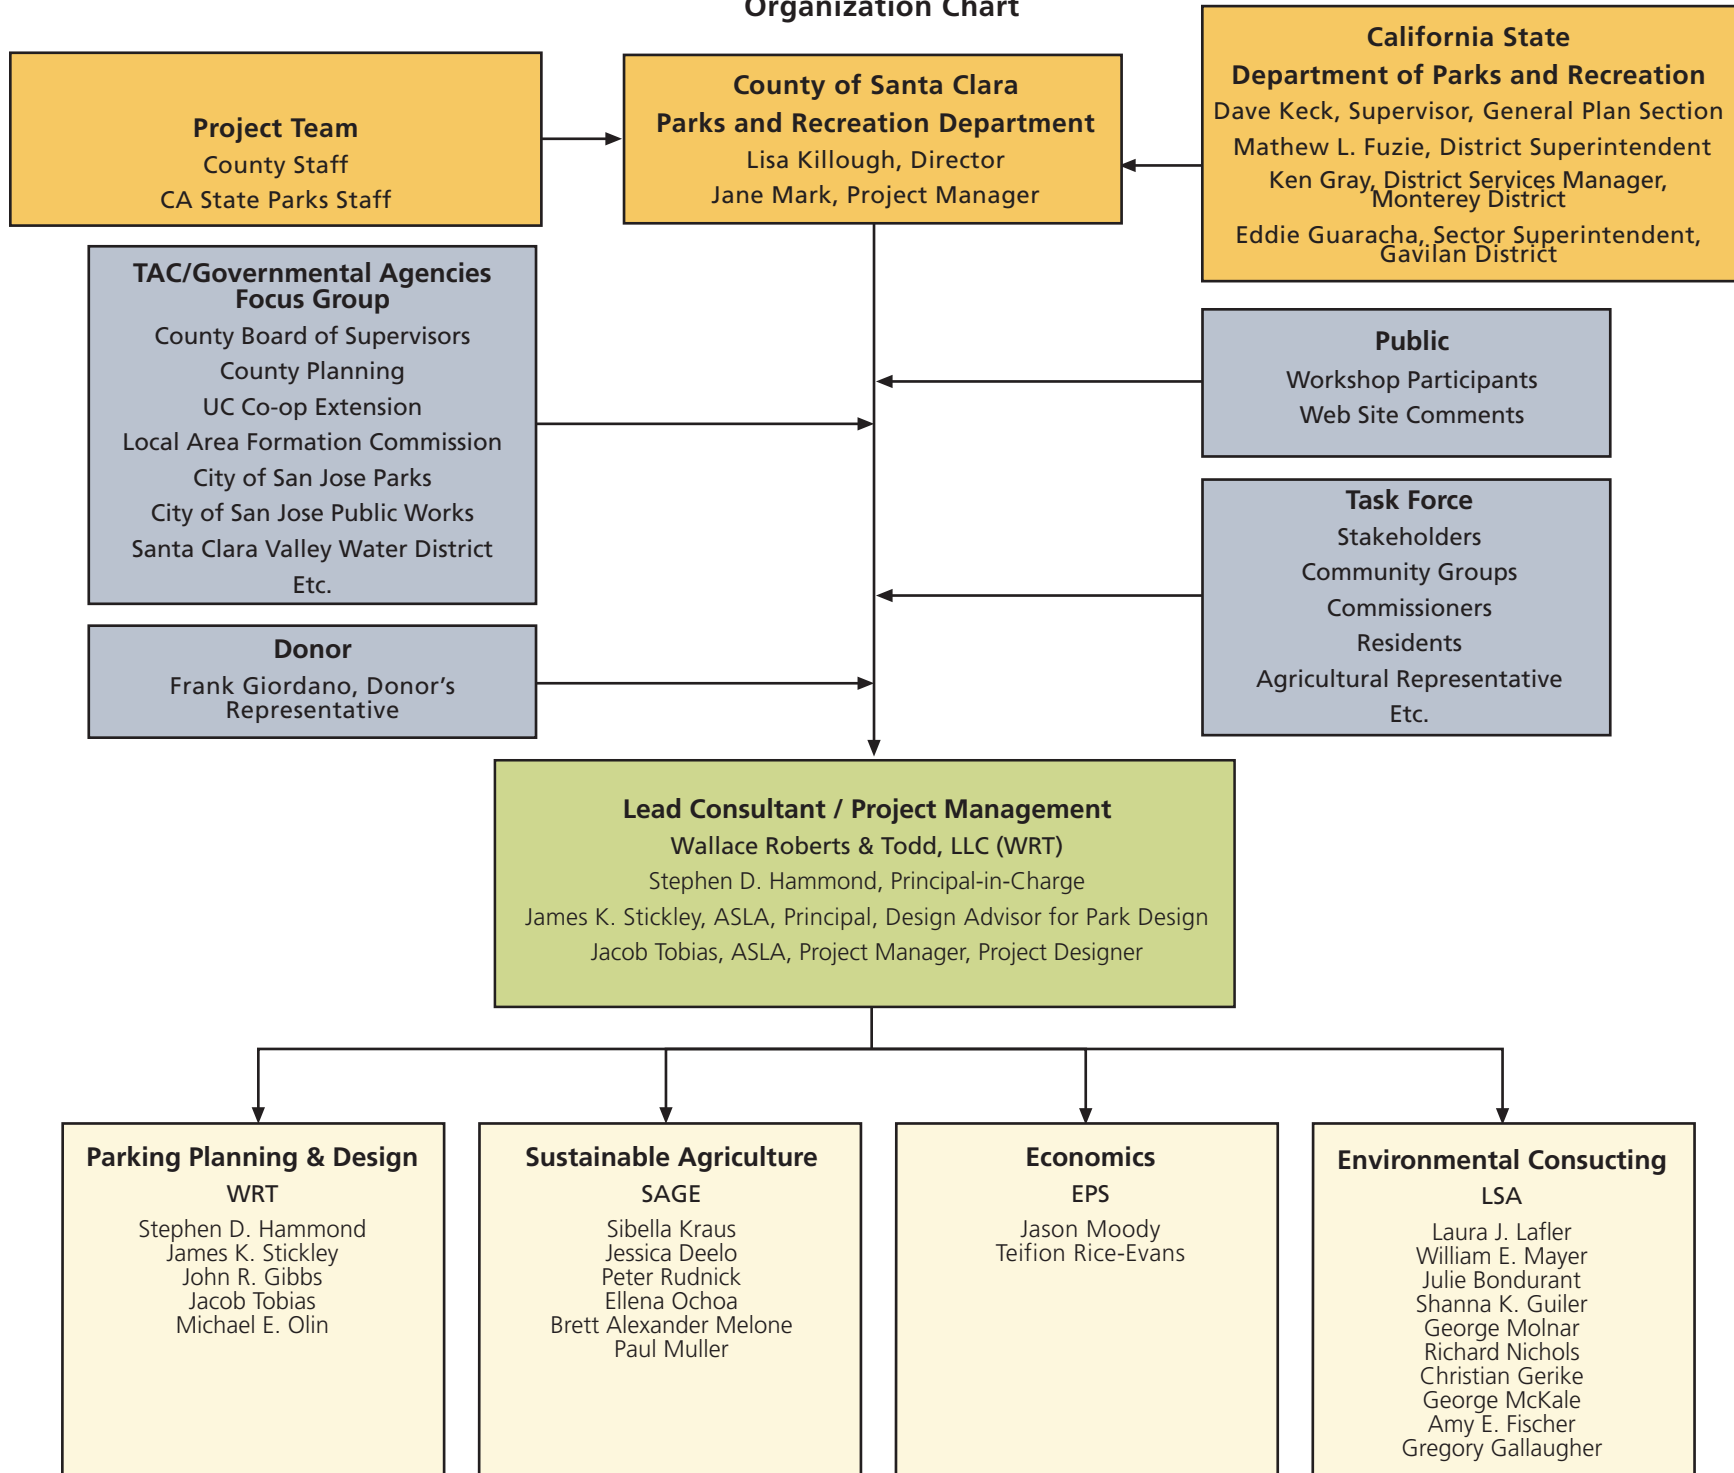 Organization Chart
Project Team
County Staff
CA State Parks Staff
County of Santa Clara
Parks and Recreation Department
Lisa Killough, Director
Jane Mark, Project Manager
California State
Department of Parks and Recreation
Dave Keck, Supervisor, General Plan Section
Mathew L. Fuzie, District Superintendent
Ken Gray, District Services Manager,
Monterey District
Eddie Guaracha, Sector Superintendent,
Gavilan District
TAC/Governmental Agencies
Focus Group
County Board of Supervisors
County Planning
UC Co-op Extension
Local Area Formation Commission
City of San Jose Parks
City of San Jose Public Works
Santa Clara Valley Water District
Etc.
Public
Workshop Participants
Web Site Comments
Task Force
Stakeholders
Community Groups
Commissioners
Residents
Agricultural Representative
Etc.
Donor
Frank Giordano, Donor’s
Representative
Lead Consultant / Project Management
Wallace Roberts & Todd, LLC (WRT)
Stephen D. Hammond, Principal-in-Charge
James K. Stickley, ASLA, Principal, Design Advisor for Park Design
Jacob Tobias, ASLA, Project Manager, Project Designer
Parking Planning & Design
WRT
Stephen D. Hammond
James K. Stickley
John R. Gibbs
Jacob Tobias
Michael E. Olin
Sustainable Agriculture
SAGE
Sibella Kraus
Jessica Deelo
Peter Rudnick
Ellena Ochoa
Brett Alexander Melone
Paul Muller
Economics
EPS
Jason Moody
Teifion Rice-Evans
Environmental Consucting
LSA
Laura J. Lafler
William E. Mayer
Julie Bondurant
Shanna K. Guiler
George Molnar
Richard Nichols
Christian Gerike
George McKale
Amy E. Fischer
Gregory Gallaugher